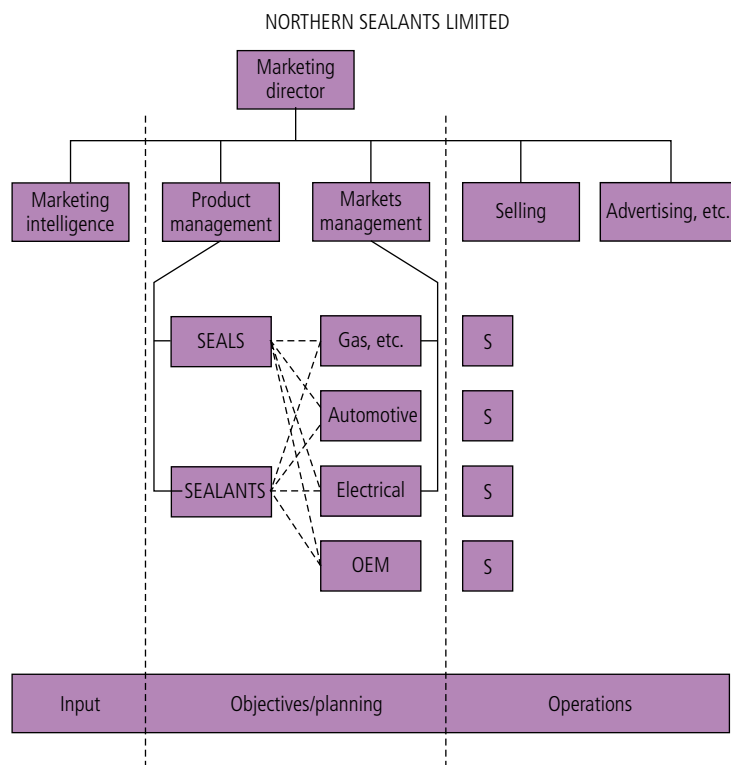 NORTHERN SEALANTS LIMITED
Marketing
director
Marketing
intelligence
Product
management
Markets
management
Selling
Advertising, etc.
SEALS
Gas, etc.
S
Automotive
S
SEALANTS
Electrical
S
OEM
S
Input
Objectives/planning
Operations